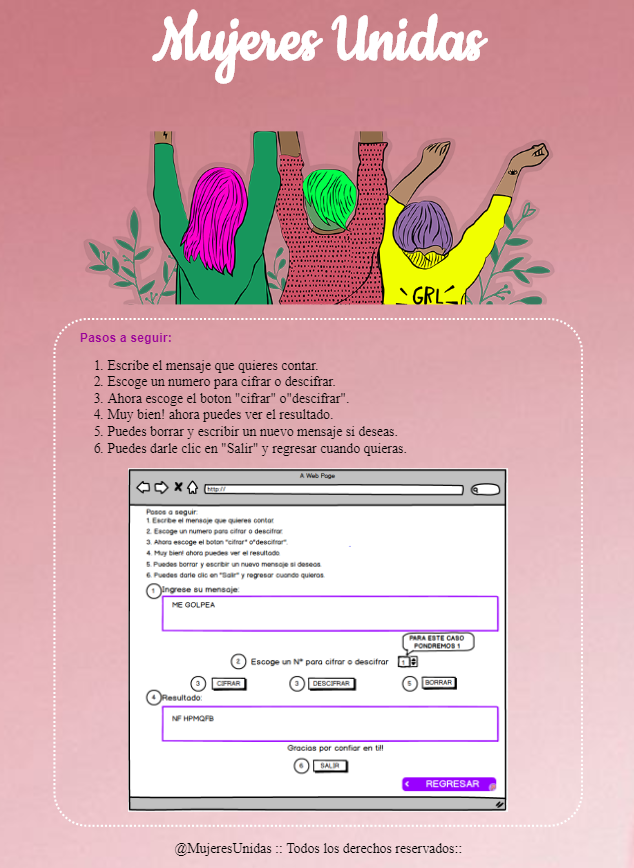 Mujeres Unidas
GRL
Pasos a seguir:
1. Escribe el mensaje que quieres contar.
2. Escoge un numero para cifrar o descifrar.
3. Ahora escoge el boton "cifrar" o"descifrar".
4. Muy bien! ahora puedes ver el resultado.
5. Puedes borrar y escribir un nuevo mensaje si deseas.
6. Puedes darle clic en "Salir" y regresar cuando quieras.
A Web Page
http://
Pasos a seguir:
1. Escribe el mensaje que quieres contar.
2. Escoge un numero para cifrar o descifrar.
3. Ahora escoge el boton "cifrar" o"descifrar".
4. Muy bien! ahora puedes ver el resultado
5. Puedes borrar y escribir un nuevo mensaje si deseas.
6. Puedes darle clic en "Salir" y regresar cuando quieras
1 Ingrese su mensaje:
ME GOLPEA
PARA ESTE CASO
PONDREMOS 1
2 Escoge un N° para cifrar o descifrar 1
3 CIFRAR 3 DESCIFRAR 5 BORRAR
4 Resultado:
NF HPMQFB
Gracias por confiar en ti!!
6 SALIR
< REGRESAR
@MujeresUnidas :: Todos los derechos reservados::